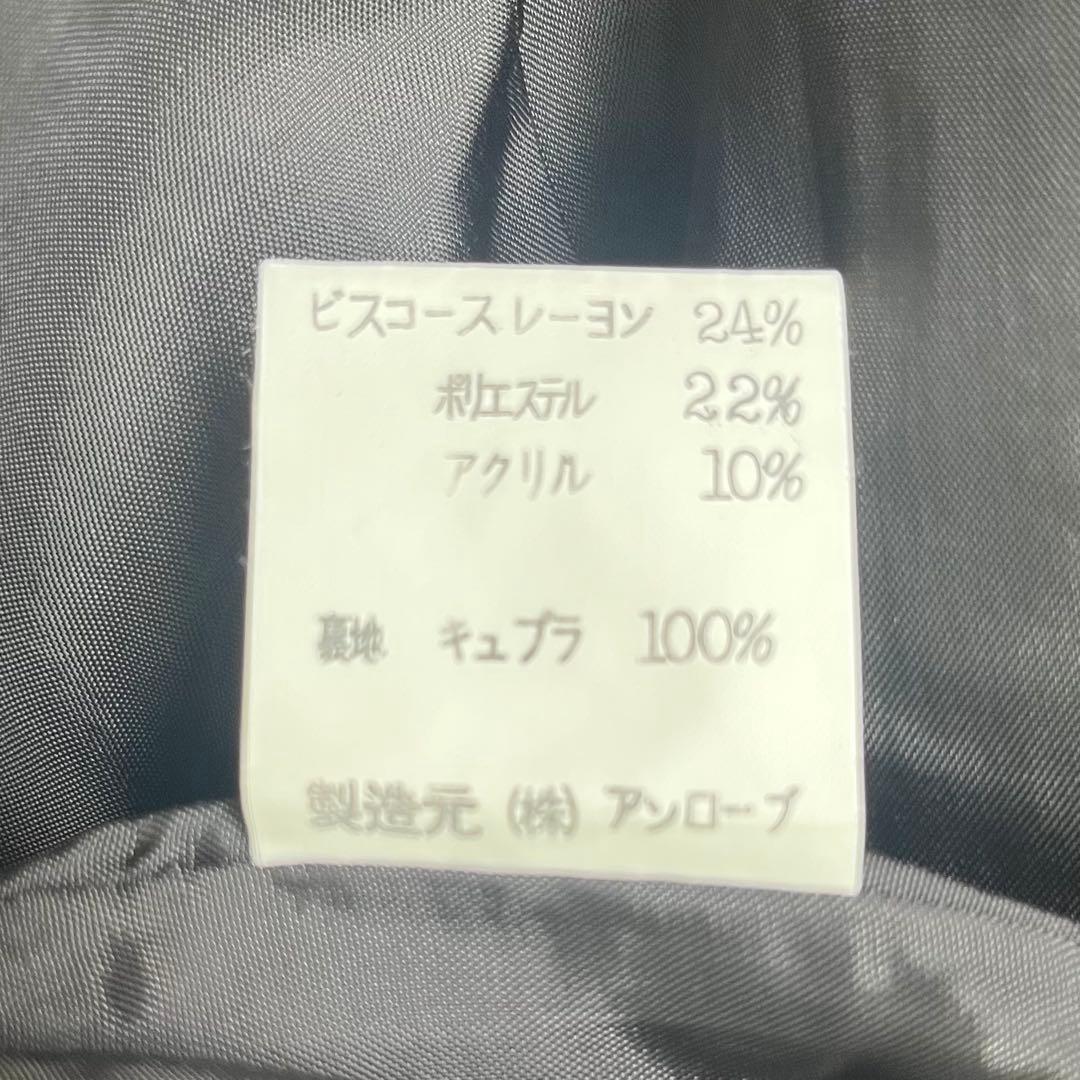 ビスコースレーヨン 24%
ポリエステル 22%
アクリル 10%
裏地 キュプラ 100%
製造元 (株) アンローブ